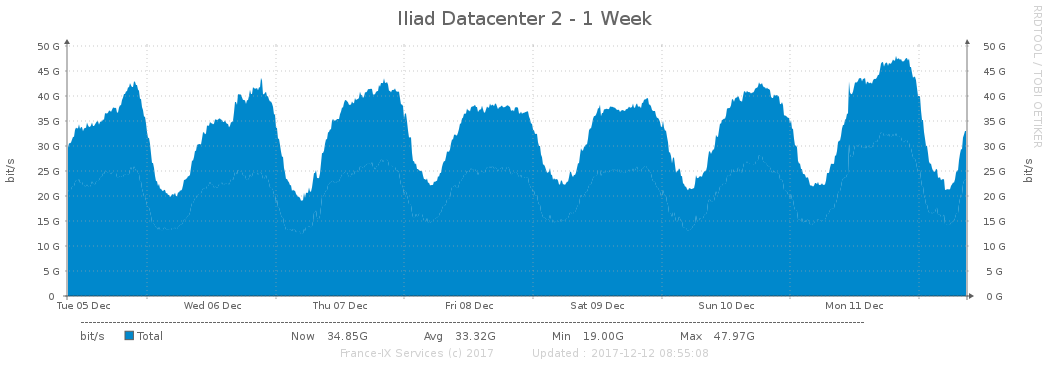 Iliad Datacenter 2 - 1 Week
RRDTOOL / TOBI OETIKER
bit/s
bit/s
50 G 50 G
45 G 45 G
40 G 40 G
35 G 35 G
30 G 30 G
25 G 25 G
20 G 20 G
15 G 15 G
10 G 10 G
5 G 5 G
0 0 G
Tue 05 Dec Wed 06 Dec Thu 07 Dec Fri 08 Dec Sat 09 Dec Sun 10 Dec Mon 11 Dec
bit/s Total Now 34.85G Avg 33.32G Min 19.00G Max 47.97G
France-IX Services (c) 2017 Updated : 2017-12-12 08:55:08